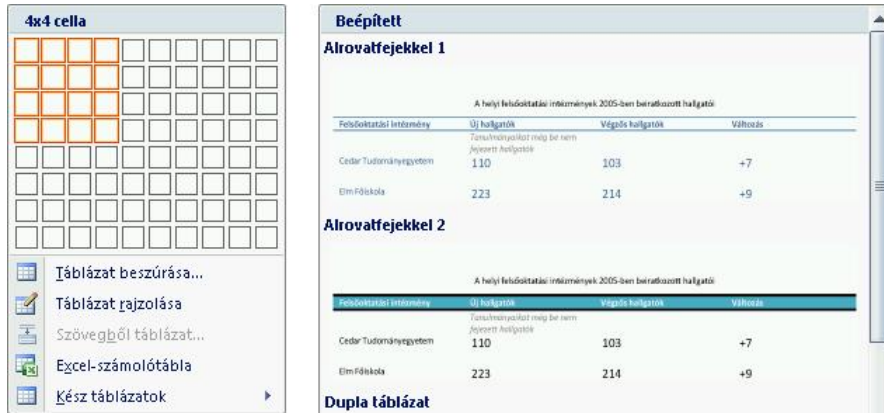 4x4 cella
Táblázat beszúrása...
Táblázat rajzolása
Szövegből táblázat...
Excel-számolótábla
Kész táblázatok
Beépített
Alrovatfejekkel 1
A helyi felsőoktatási intézmények 2005-ben beiratkozott hallgatói
Felsőoktatási intézmény Új hallgatók Végzős hallgatók Változás
Tanulmányaikat még be nem
fejezett hallgatók
Cedar Tudományegyetem 110 103 +7
Elm Főiskola 223 214 +9
Alrovatfejekkel 2
A helyi felsőoktatási intézmények 2005-ben beiratkozott hallgatói
Felsőoktatási intézmény Új hallgatók Végzős hallgatók Változás
Tanulmányaikat még be nem
fejezett hallgatók
Cedar Tudományegyetem 110 103 +7
Elm Főiskola 223 214 +9
Dupla táblázat